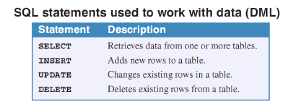 SQL statements used to work with data (DML)
Statement Description
SELECT Retrieves data from one or more tables.
INSERT Adds new rows to a table.
UPDATE Changes existing rows in a table.
DELETE Deletes existing rows from a table.